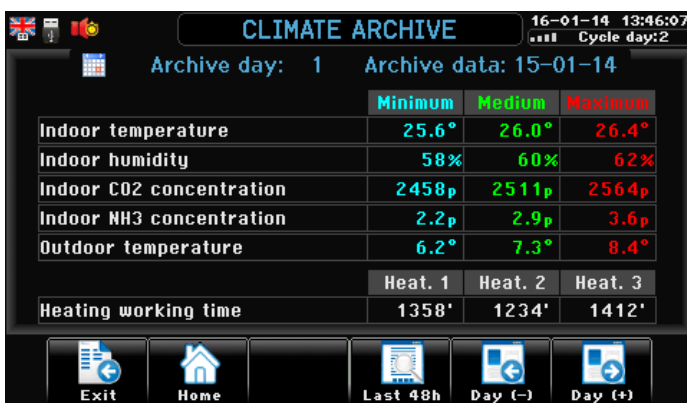 CLIMATE ARCHIVE
16-01-14 13:46:07
Cycle day:2
Archive day: 1 Archive data: 15-01-14
Minimum Medium Maximum
Indoor temperature 25.6° 26.0° 26.4°
Indoor humidity 58% 60% 62%
Indoor CO2 concentration 2458p 2511p 2564p
Indoor NH3 concentration 2.2p 2.9p 3.6p
Outdoor temperature 6.2° 7.3° 8.4°
Heat. 1 Heat. 2 Heat. 3
Heating working time 1358' 1234' 1412'
Exit Home Last 48h Day (-) Day (+)